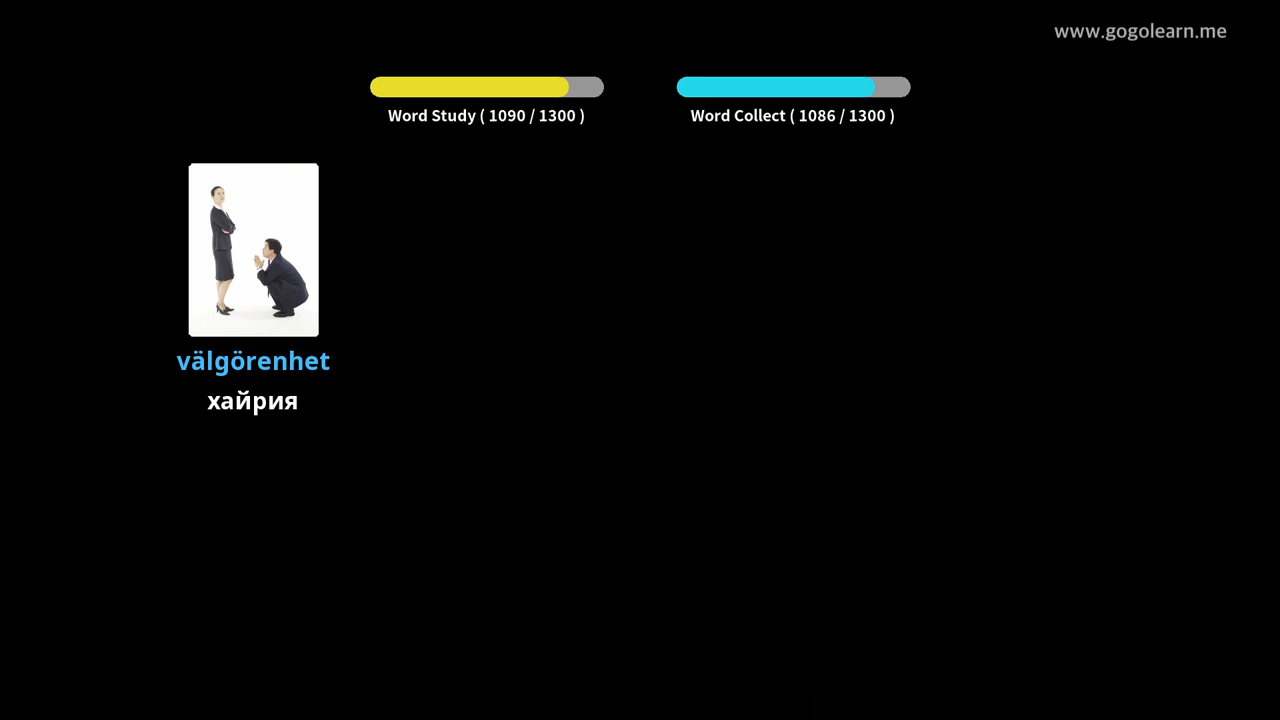 www.gogolearn.me
Word Study ( 1090 / 1300 )
Word Collect ( 1086 / 1300 )
välgörenhet
хайрия